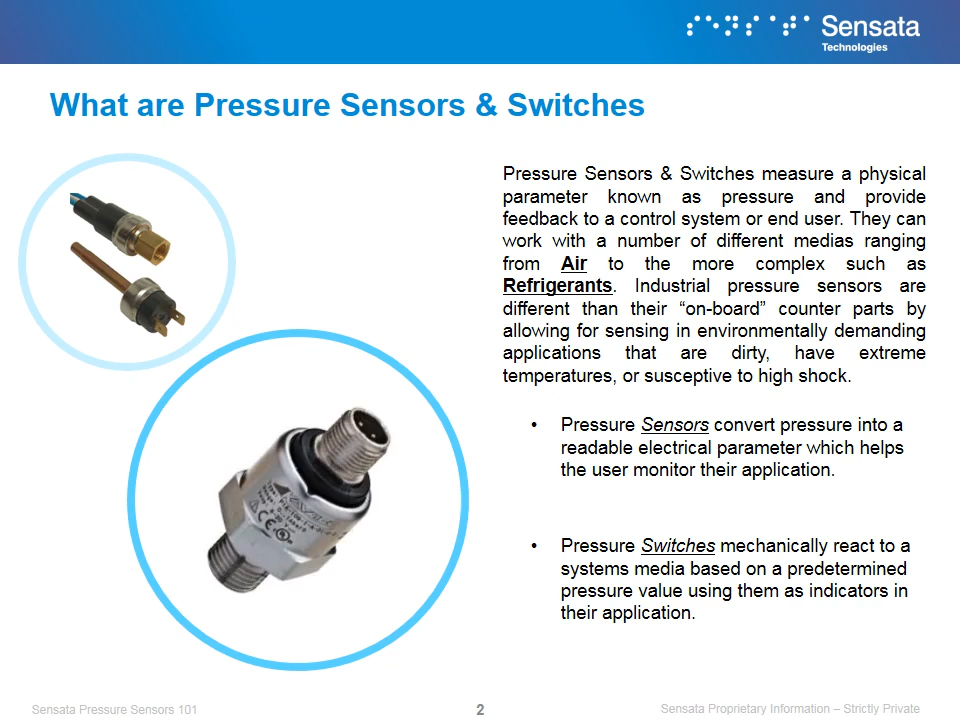 Sensata
Technologies
What are Pressure Sensors & Switches
Pressure Sensors & Switches measure a physical
parameter known as pressure and provide
feedback to a control system or end user. They can
work with a number of different medias ranging
from Air to the more complex such as
Refrigerants. Industrial pressure sensors are
different than their “on-board” counter parts by
allowing for sensing in environmentally demanding
applications that are dirty, have extreme
temperatures, or susceptive to high shock.
• Pressure Sensors convert pressure into a
readable electrical parameter which helps
the user monitor their application.
• Pressure Switches mechanically react to a
systems media based on a predetermined
pressure value using them as indicators in
their application.
CE
Sensata Pressure Sensors 101
2
Sensata Proprietary Information – Strictly Private